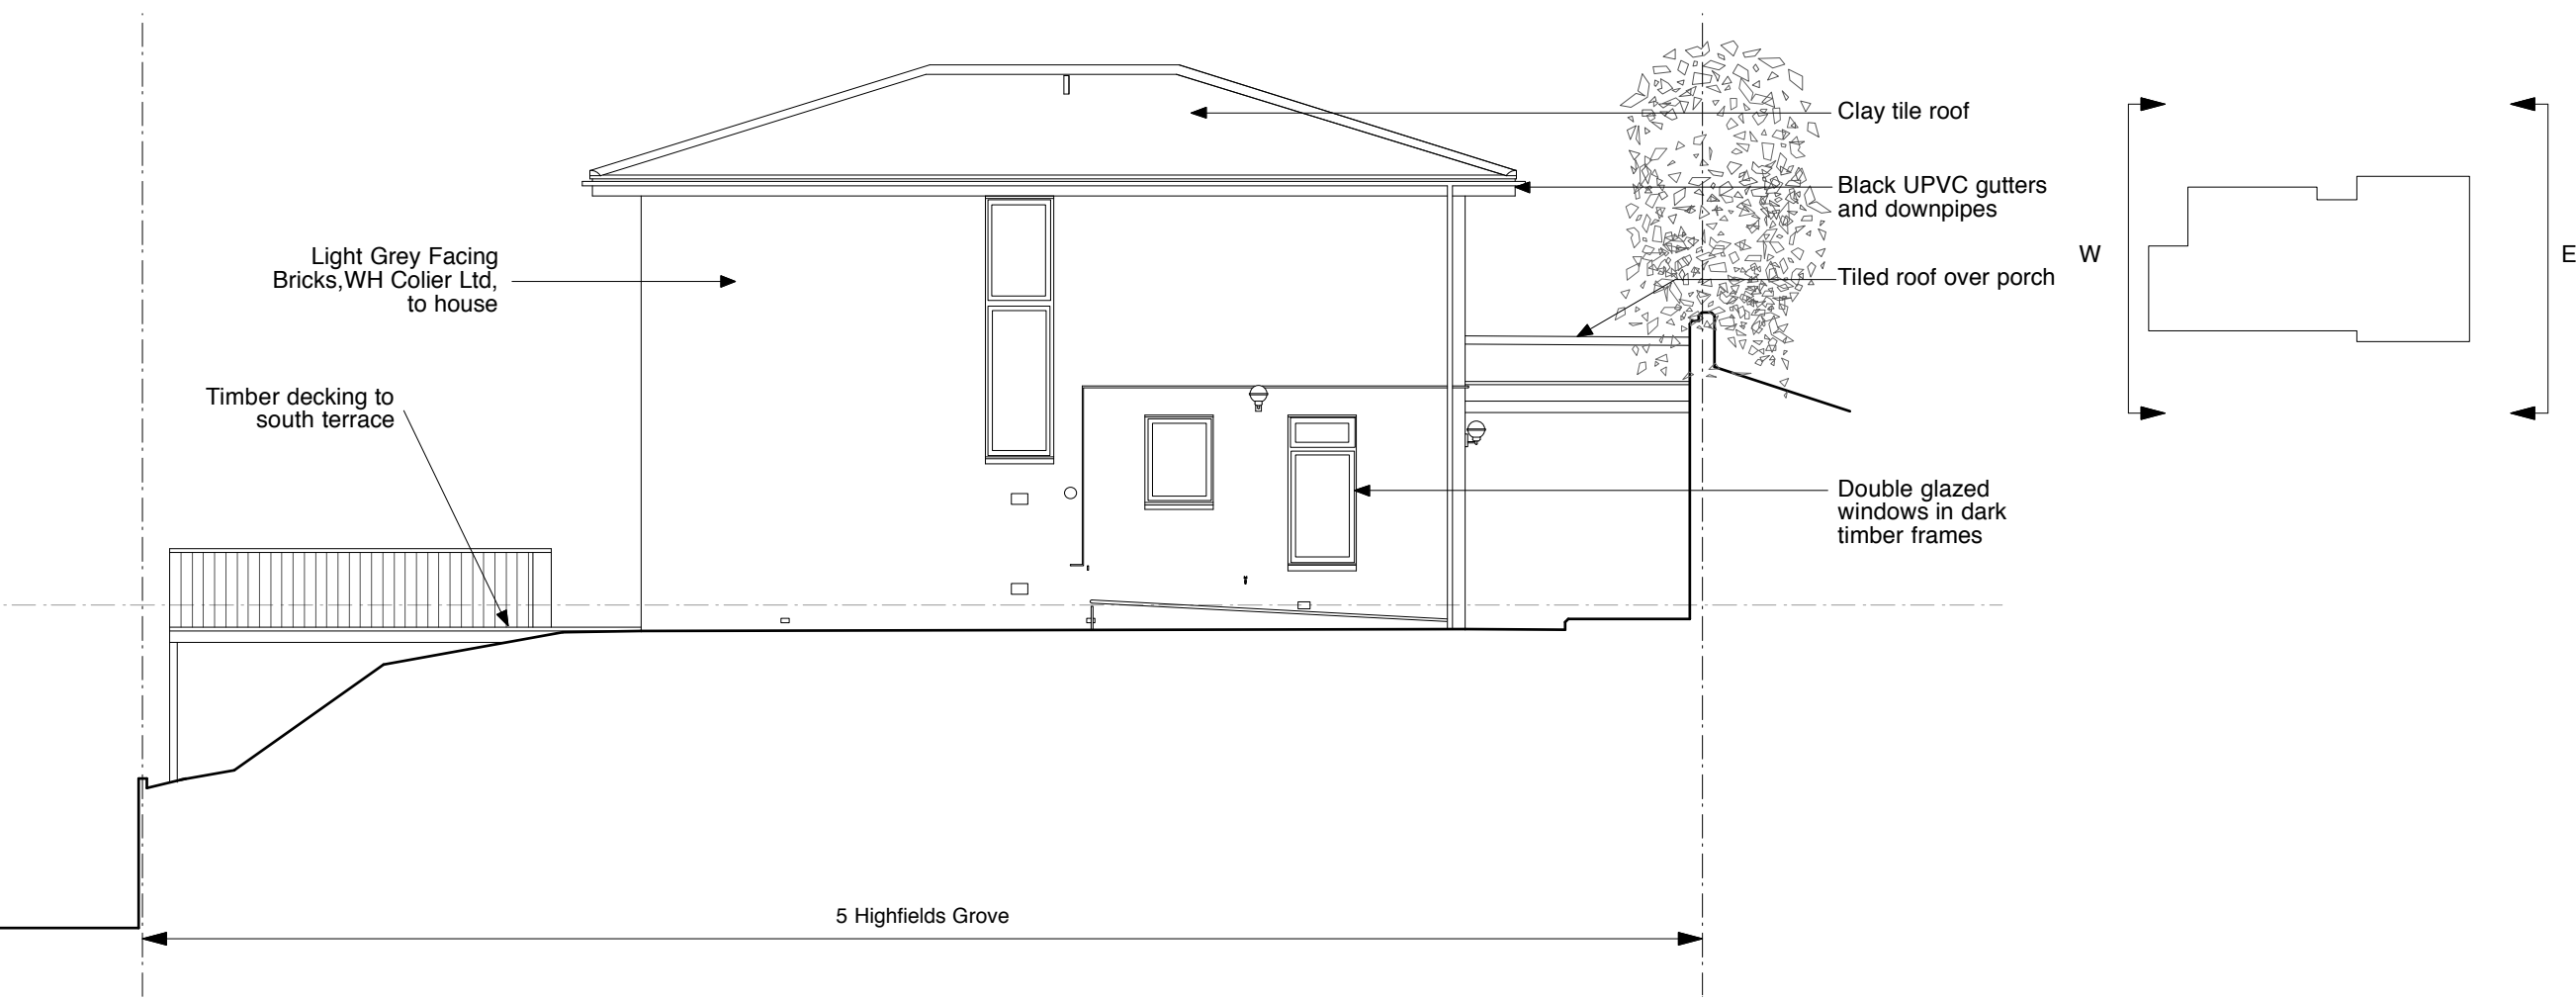 Clay tile roof
Black UPVC gutters
and downpipes
Light Grey Facing
Bricks,WH Colier Ltd,
to house
W
E
Tiled roof over porch
Timber decking to
south terrace
Double glazed
windows in dark
timber frames
5 Highfields Grove